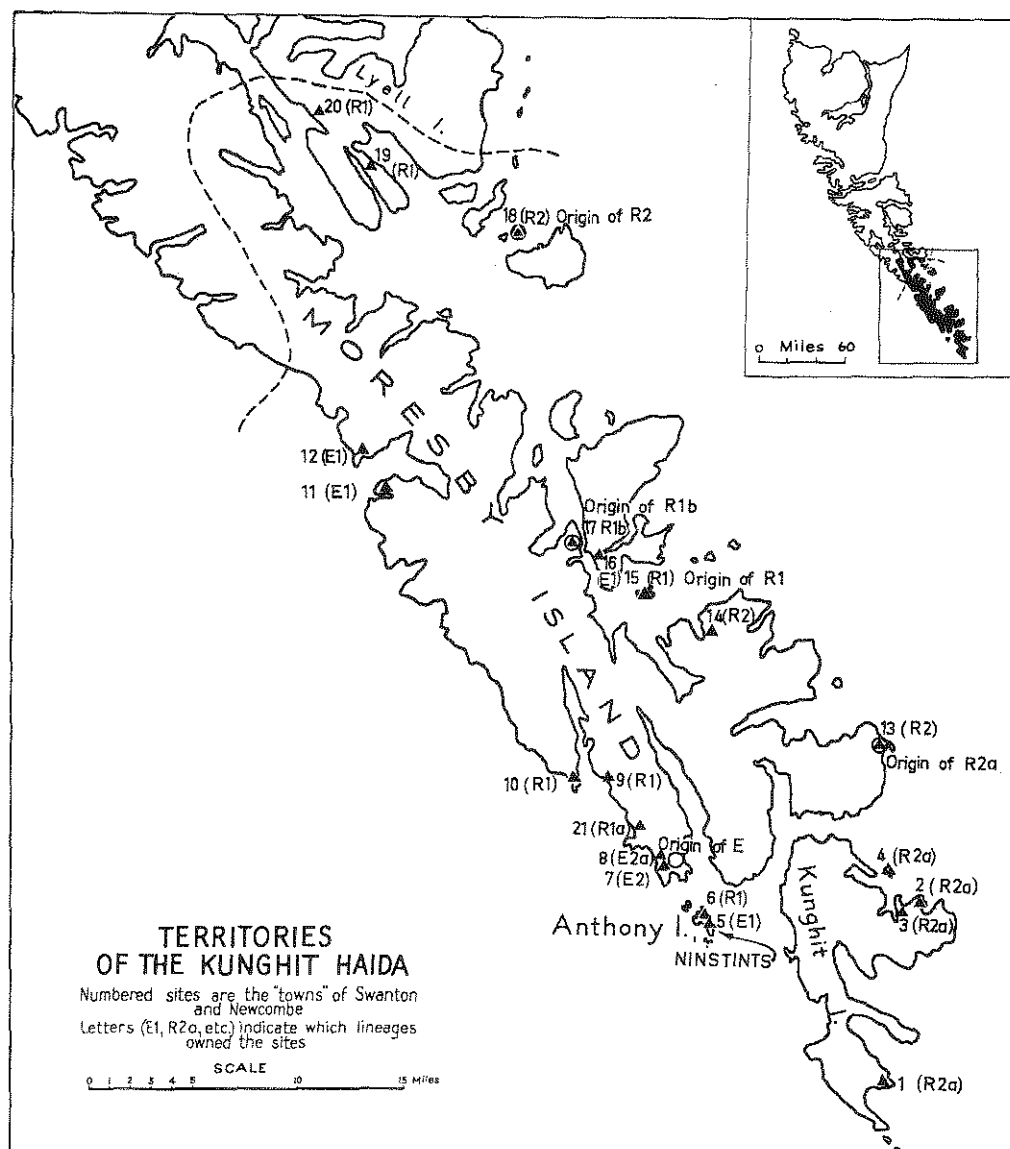 Lyell I.
20 (R1)
19 (R1)
18 (R2) Origin of R2
Miles 60
0
MORESBY ISLAND
12 (E1)
11 (E1)
Origin of R1b
17 R1b
16 (E1)
15 (R1) Origin of R1
14 (R2)
13 (R2)
Origin of R2a
10 (R1)
9 (R1)
21 (R1a)
Origin of E
8 (E2a)
7 (E2)
4 (R2a)
2 (R2a)
3 (R2a)
6 (R1)
5 (E1)
Anthony I.
NINSTINTS
Kunghit I.
1 (R2a)
TERRITORIES
OF THE KUNGHIT HAIDA
Numbered sites are the "towns" of Swanton
and Newcombe
Letters (E1, R2a, etc.) indicate which lineages
owned the sites
SCALE
0 1 2 3 4 5 10 15 Miles